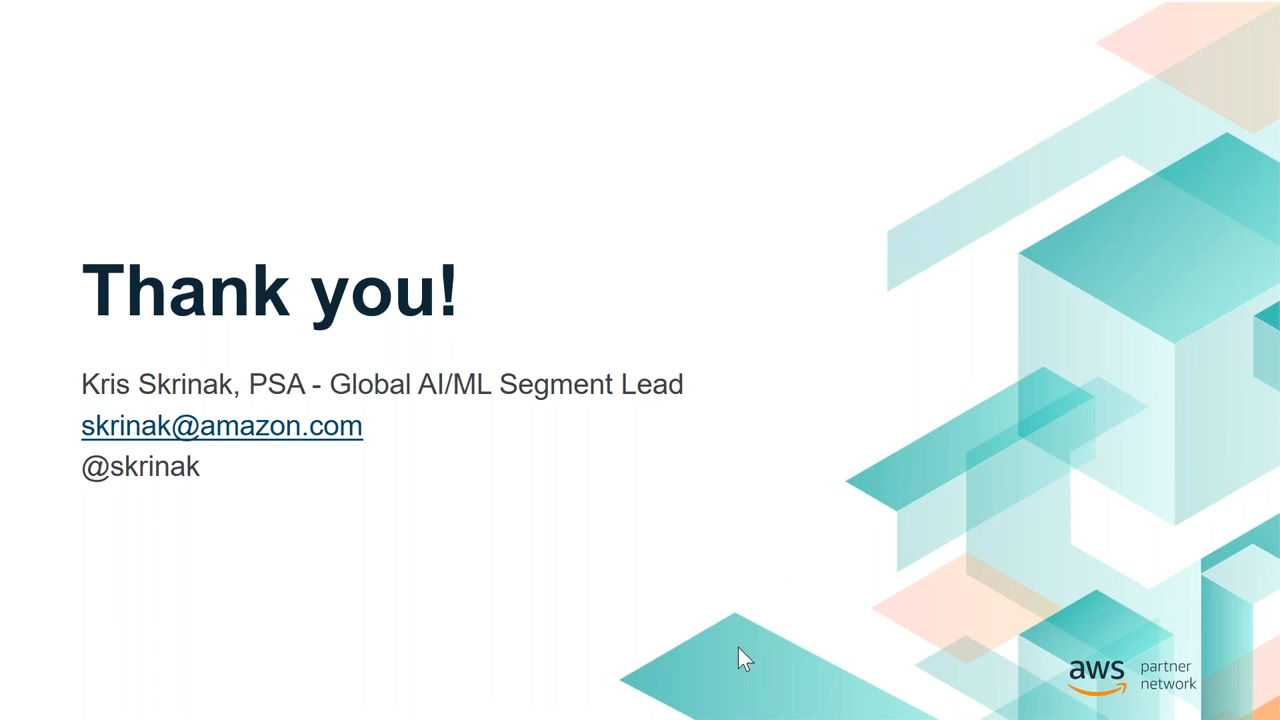 Thank you!
Kris Skrinak, PSA - Global AI/ML Segment Lead
skrinak@amazon.com
@skrinak
aws partner
network